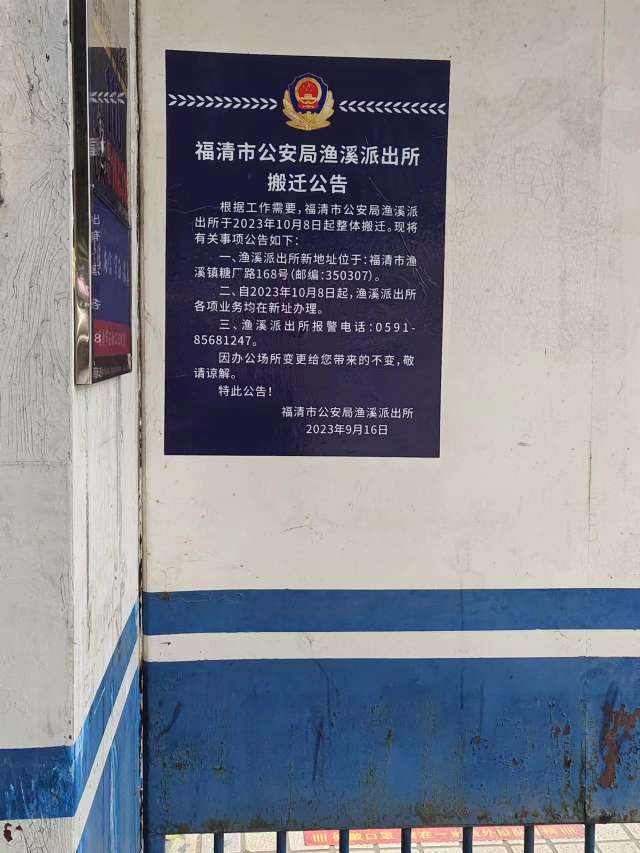 福清市公安局渔溪派出所
搬迁公告
根据工作需要，福清市公安局渔溪派
出所于2023年10月8日起整体搬迁。现将
有关事项公告如下：
一、渔溪派出所新地址位于：福清市渔
溪镇糖厂路168号（邮编：350307）。
二、自2023年10月8日起，渔溪派出所
各项业务均在新址办理。
三、渔溪派出所报警电话：0591-
85681247。
因办公场所变更给您带来的不变，敬
请谅解。
特此公告！
福清市公安局渔溪派出所
2023年9月16日